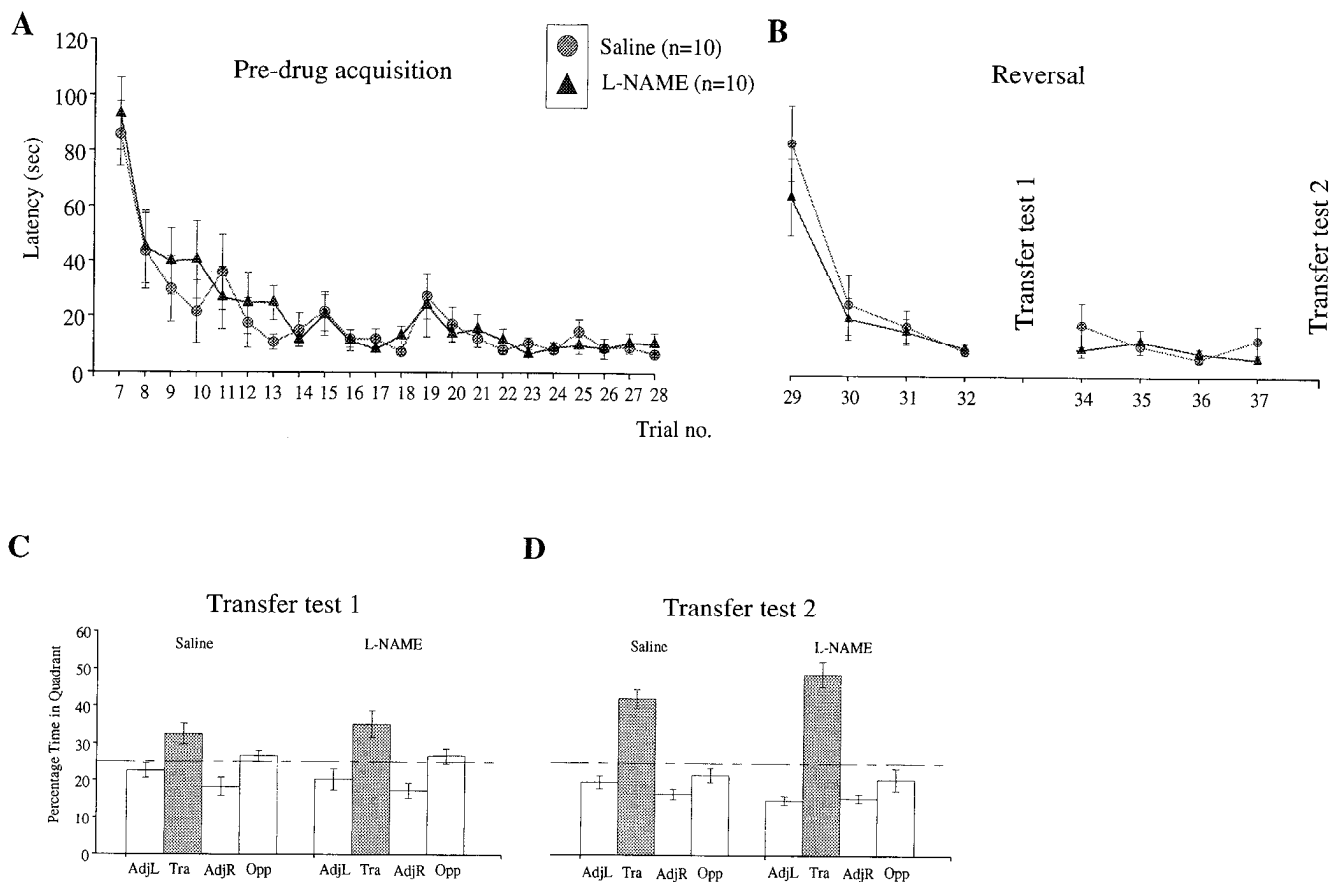 A
120
100
80
60
40
20
0
Latency (sec)
Pre-drug acquisition
Saline (n=10)
L-NAME (n=10)
7 8 9 10 11 12 13 14 15 16 17 18 19 20 21 22 23 24 25 26 27 28
B
Reversal
Transfer test 1
Transfer test 2
29 30 31 32 34 35 36 37
Trial no.
C
Transfer test 1
Saline L-NAME
Percentage Time in Quadrant
60
50
40
30
20
10
0
AdjL Tra AdjR Opp AdjL Tra AdjR Opp
D
Transfer test 2
Saline L-NAME
AdjL Tra AdjR Opp AdjL Tra AdjR Opp